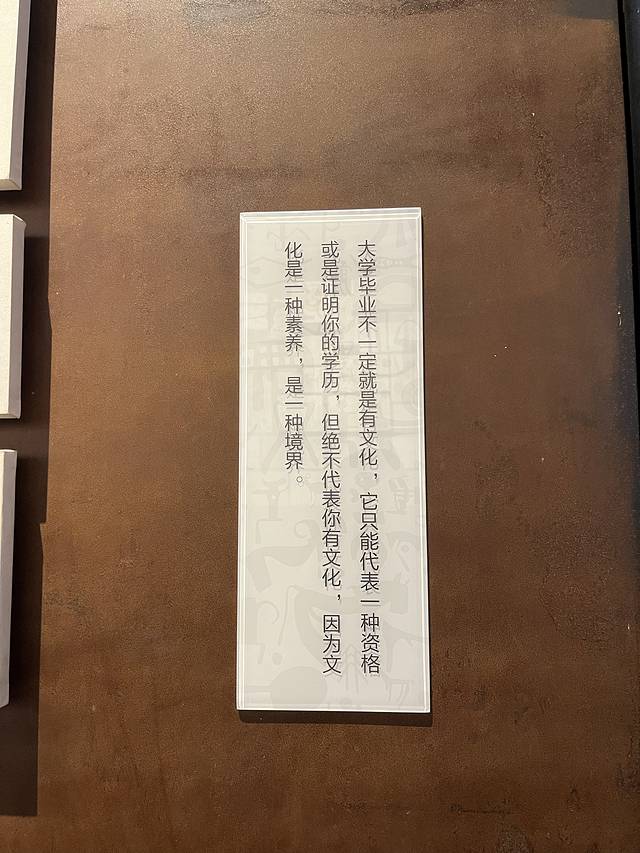 大学毕业不一定就是有文化，它只能代表一种资格
或是证明你的学历，但绝不代表你有文化，因为文
化是一种素养，是一种境界。